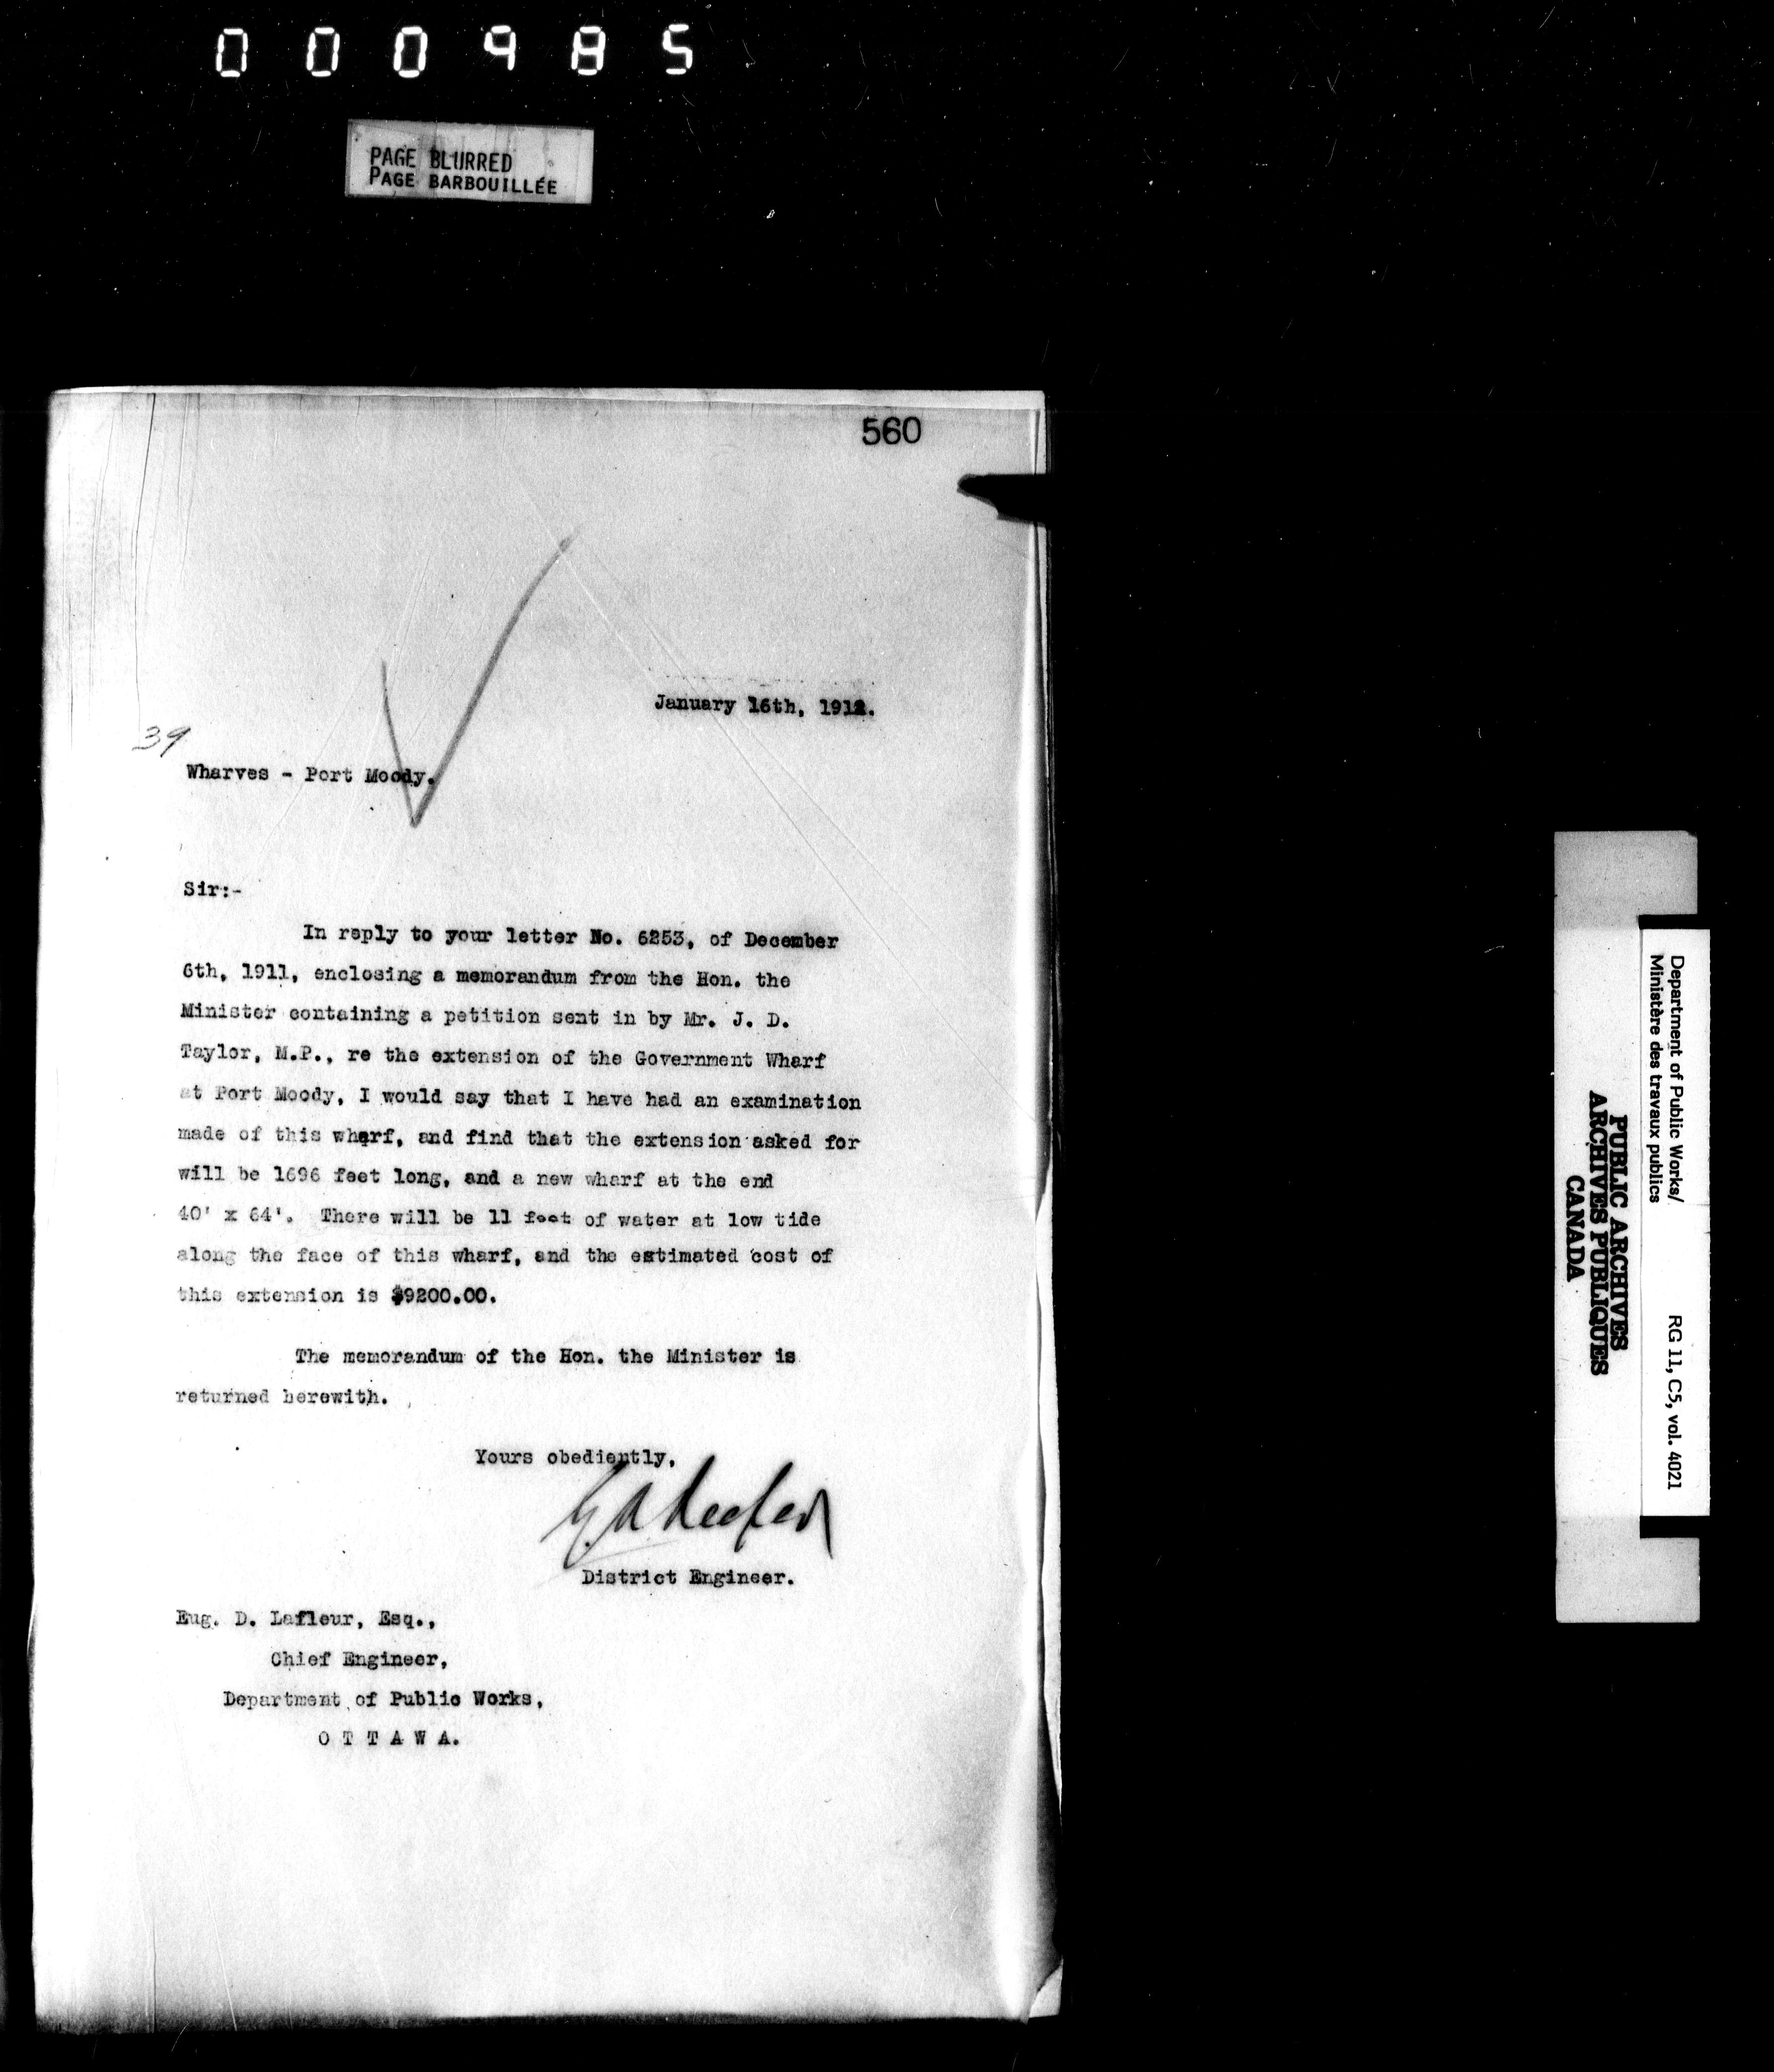 000985
PAGE BLURRED
PAGE BARBOUILLÉE
560
January 16th, 1912.
39
Wharves - Port Moody.
Sir:-
In reply to your letter No. 6253, of December
6th, 1911, enclosing a memorandum from the Hon. the
Minister containing a petition sent in by Mr. J. D.
Taylor, M.P., re the extension of the Government Wharf
at Port Moody, I would say that I have had an examination
made of this wharf, and find that the extension asked for
will be 1696 feet long, and a new wharf at the end
40' x 64'. There will be 11 feet of water at low tide
along the face of this wharf, and the estimated cost of
this extension is $9200.00.
The memorandum of the Hon. the Minister is
returned herewith.
Yours obediently,
G. A. Keefer
District Engineer.
Eug. D. Lafleur, Esq.,
Chief Engineer,
Department of Public Works,
O T T A W A.
Department of Public Works/
Ministère des travaux publics
RG 11, C5, vol. 4021
PUBLIC ARCHIVES
ARCHIVES PUBLIQUES
CANADA